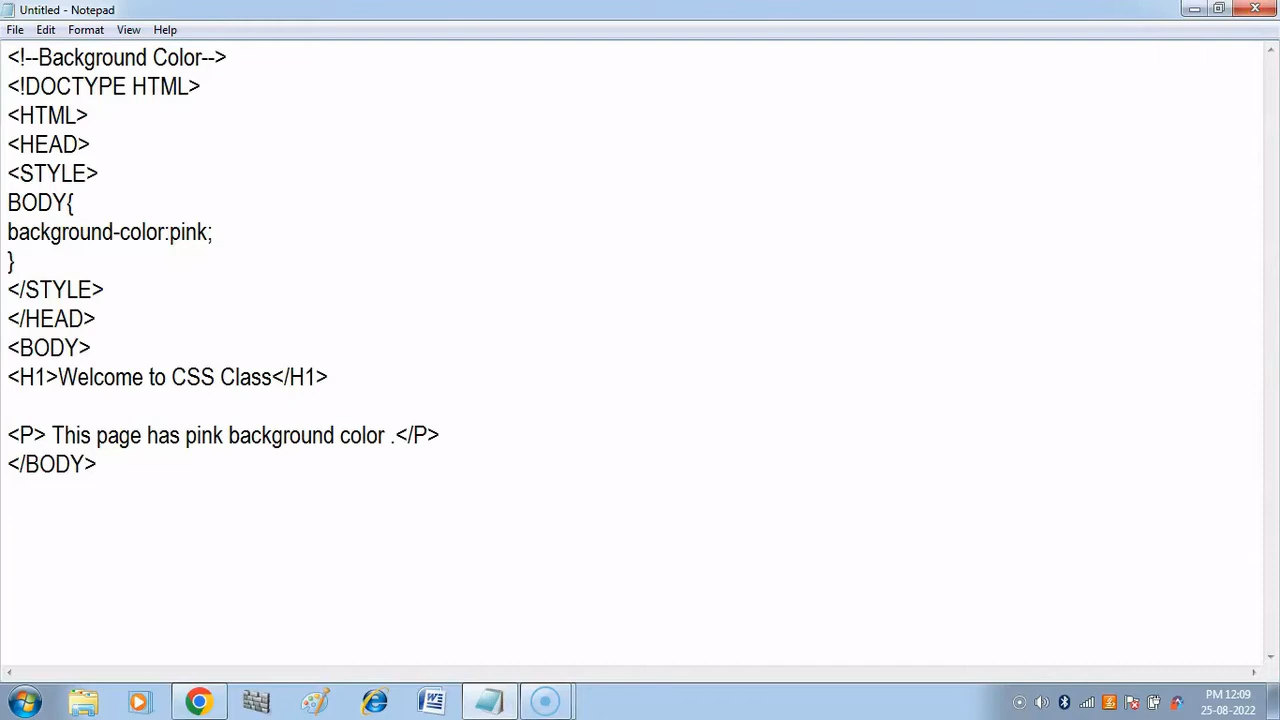 Untitled - Notepad
File Edit Format View Help
<!--Background Color-->
<!DOCTYPE HTML>
<HTML>
<HEAD>
<STYLE>
BODY{
background-color:pink;
}
</STYLE>
</HEAD>
<BODY>
<H1>Welcome to CSS Class</H1>
<P> This page has pink background color .</P>
</BODY>
PM 12:09
25-08-2022